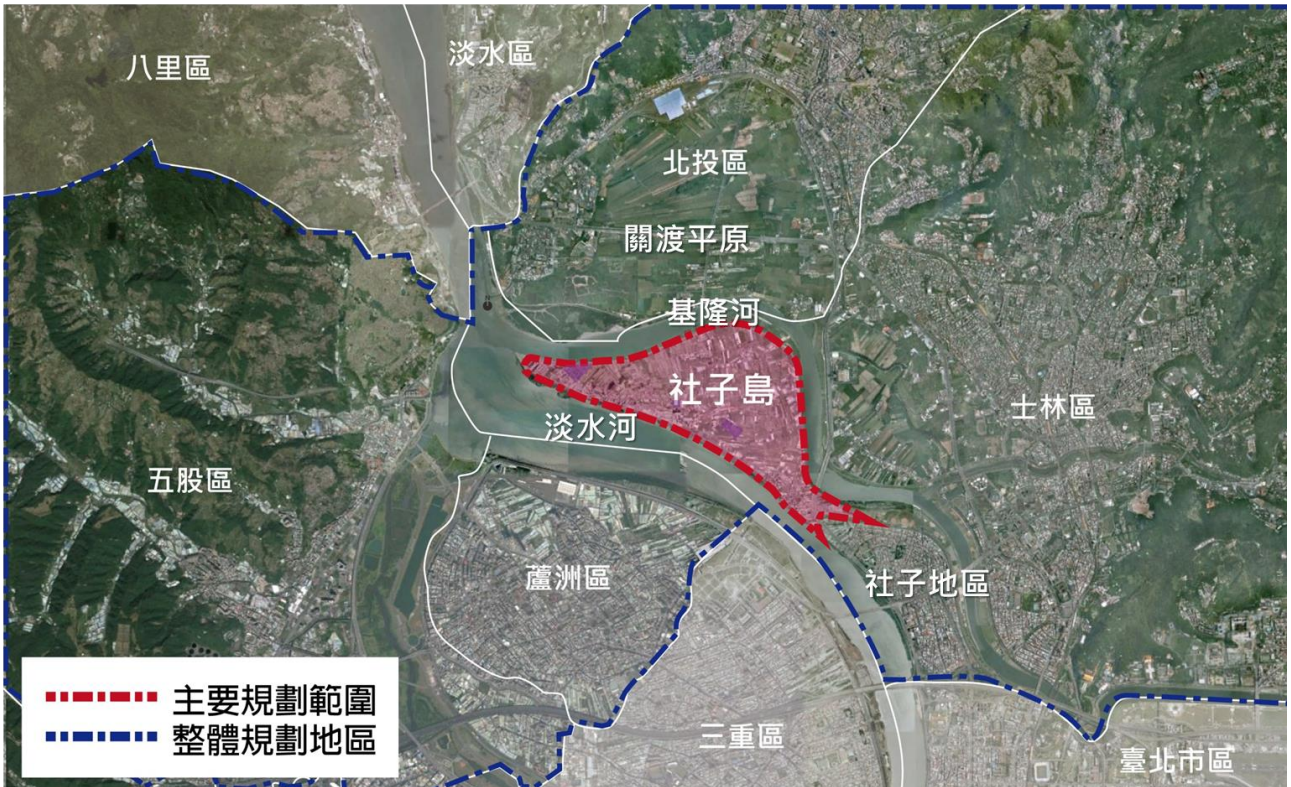 八里區
淡水區
北投區
關渡平原
基隆河
社子島
士林區
淡水河
五股區
蘆洲區
社子地區
三重區
臺北市區
主要規劃範圍
整體規劃地區